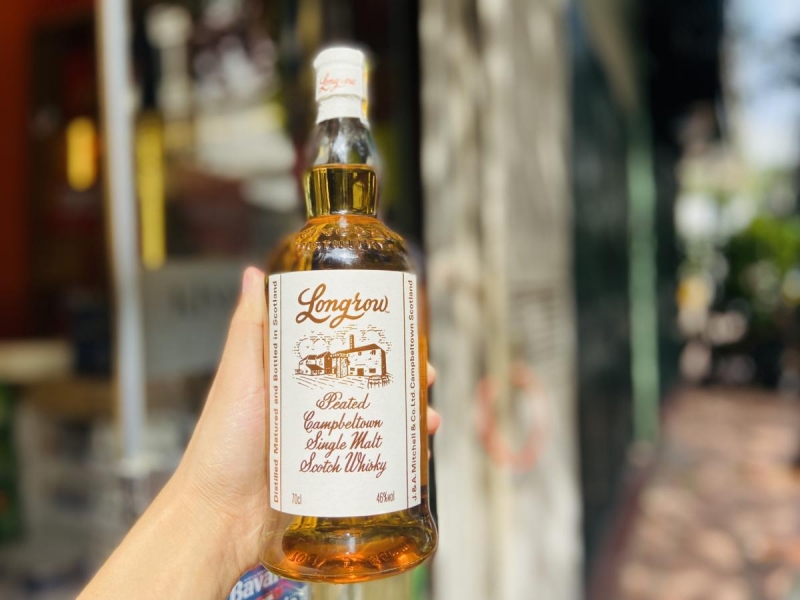 Longrow
Longrow
Peated
Campbeltown
Single Malt
Scotch Whisky
70cl
46%vol
Distilled Matured and Bottled in Scotland
J. & A. Mitchell & Co. Ltd. Campbeltown Scotland